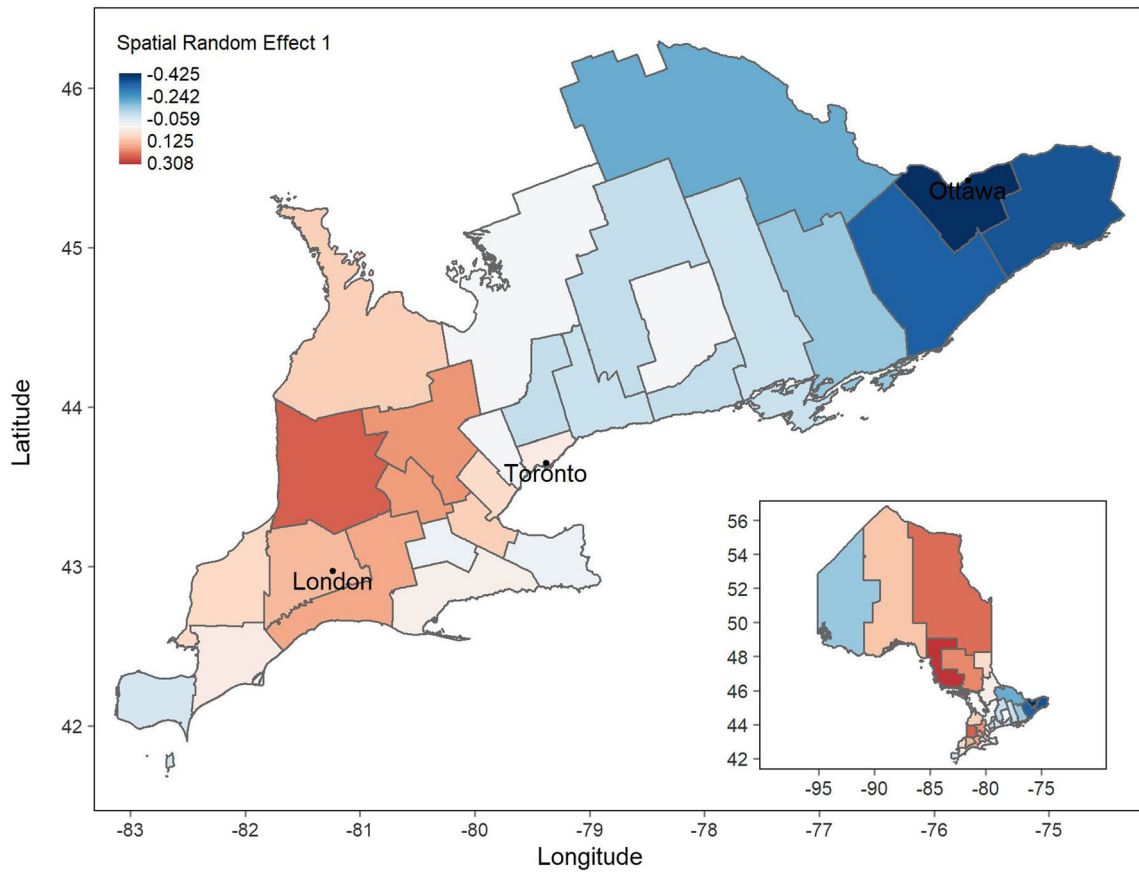 Spatial Random Effect 1
-0.425
-0.242
-0.059
0.125
0.308
46
45
44
43
42
Latitude
Ottawa
Toronto
London
56
54
52
50
48
46
44
42
-95 -90 -85 -80 -75
-83 -82 -81 -80 -79 -78 -77 -76 -75
Longitude